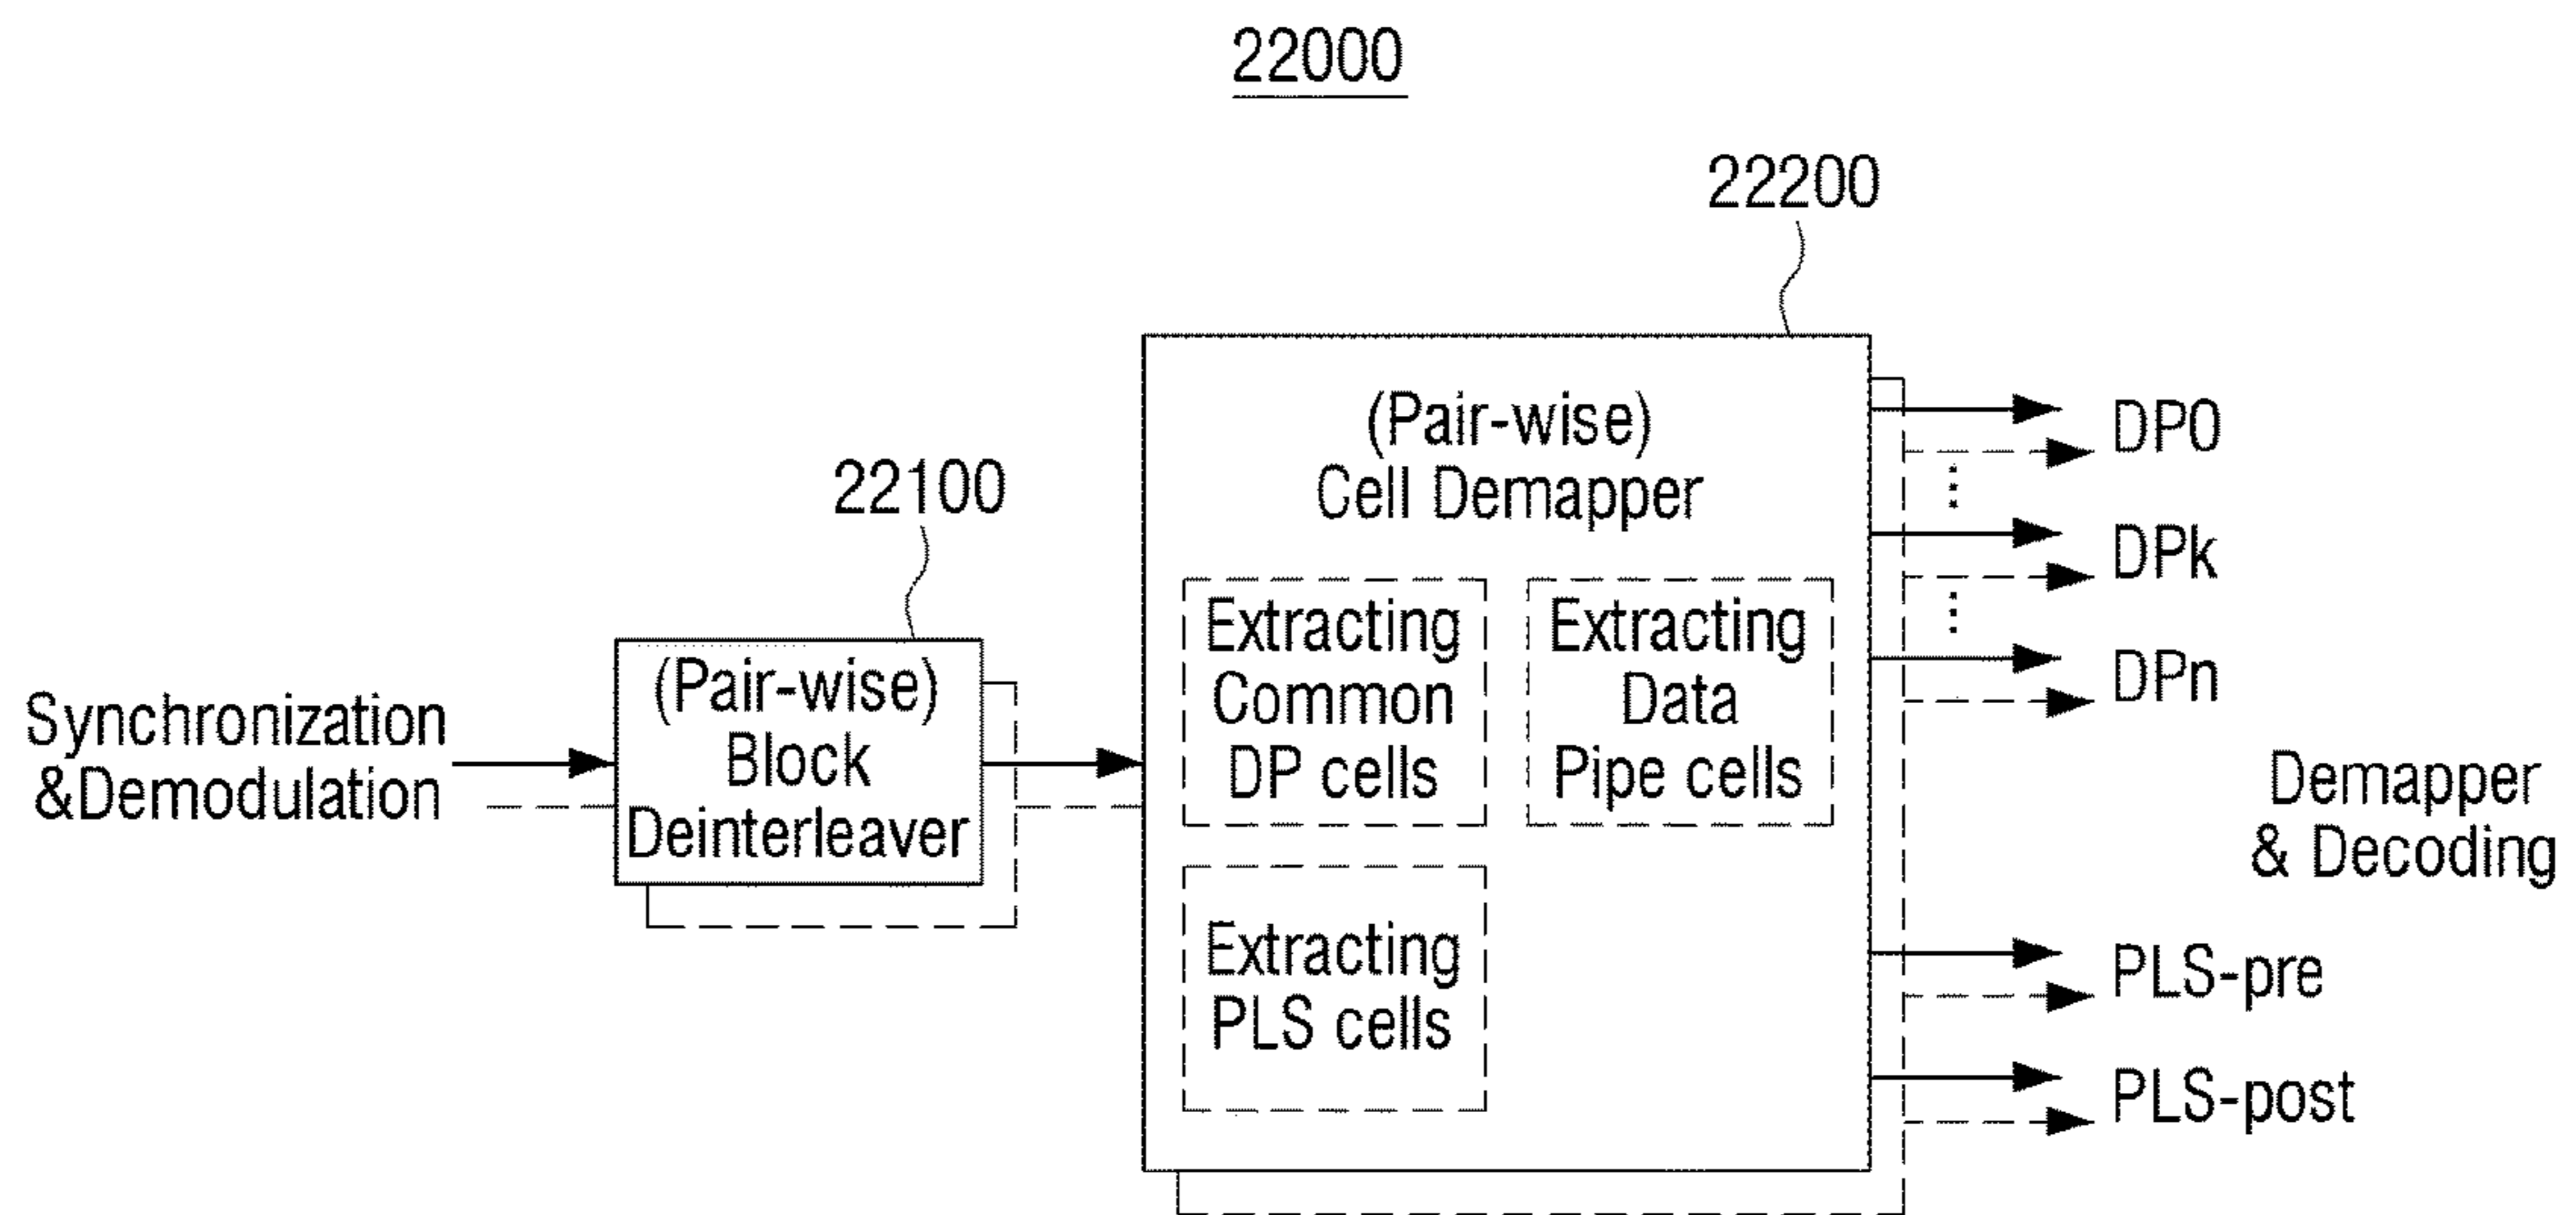 22000
22200
22100
Synchronization
&Demodulation
(Pair-wise)
Block
Deinterleaver
(Pair-wise)
Cell Demapper
Extracting
Common
DP cells
Extracting
Data
Pipe cells
Extracting
PLS cells
DP0
DPk
DPn
Demapper
& Decoding
PLS-pre
PLS-post